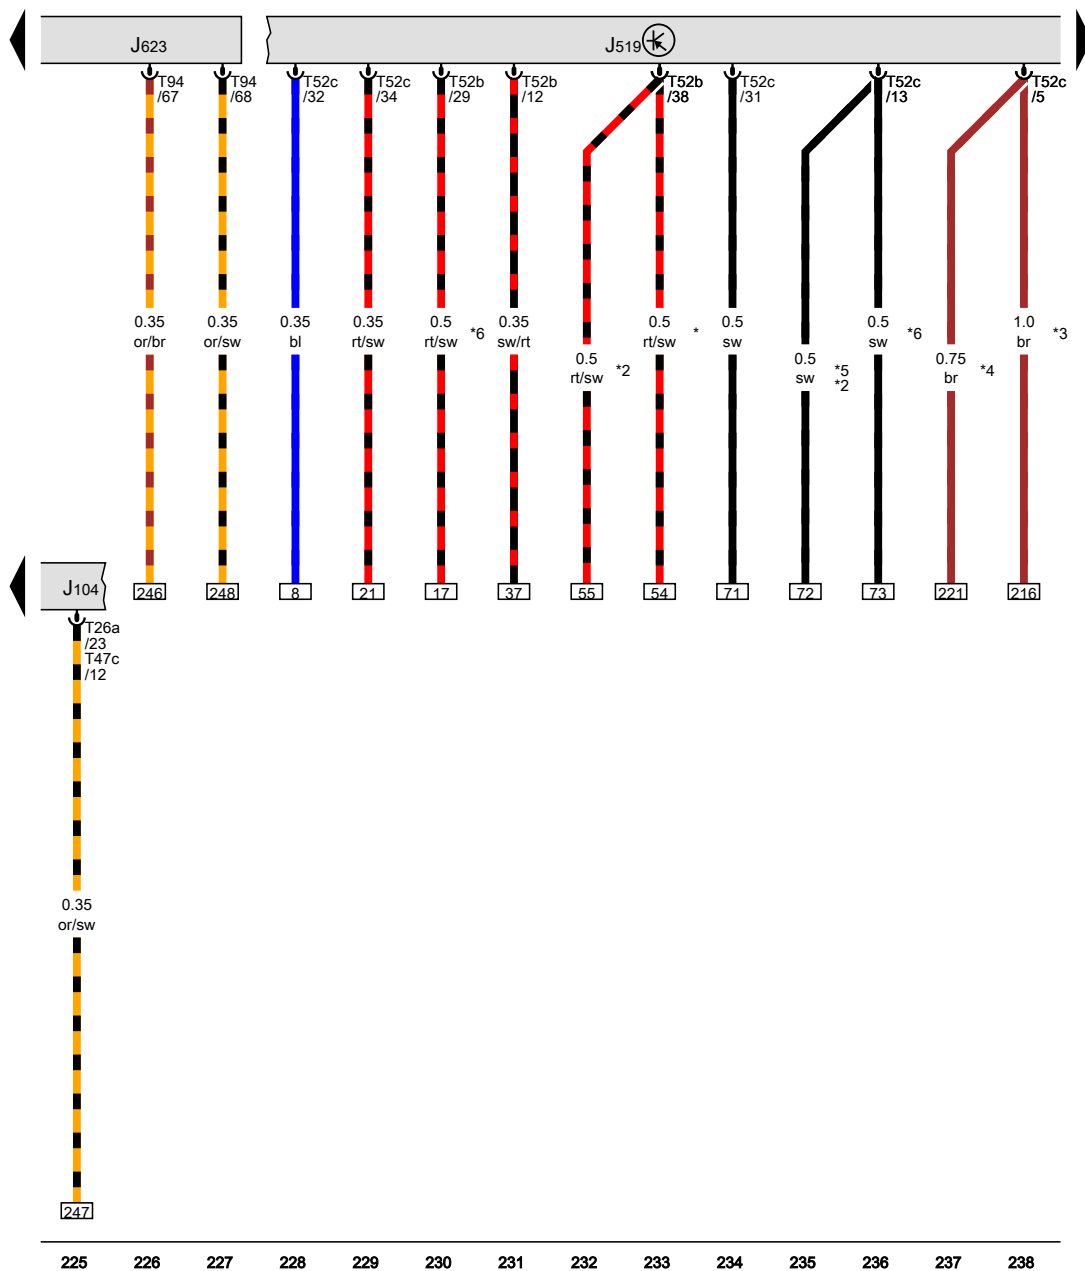 J623
J519
T94
/67
T94
/68
T52c
/32
T52c
/34
T52b
/29
T52b
/12
T52b
/38
T52c
/31
T52c
/13
T52c
/5
0.35
or/br
0.35
or/sw
0.35
bl
0.35
rt/sw
0.5
rt/sw
*6
0.35
sw/rt
0.5
rt/sw
*2
0.5
rt/sw
*
0.5
sw
0.5
sw
*5
*2
0.5
sw
*6
0.75
br
*4
1.0
br
*3
J104
246
248
8
21
17
37
55
54
71
72
73
221
216
T26a
/23
T47c
/12
0.35
or/sw
247
225 226 227 228 229 230 231 232 233 234 235 236 237 238